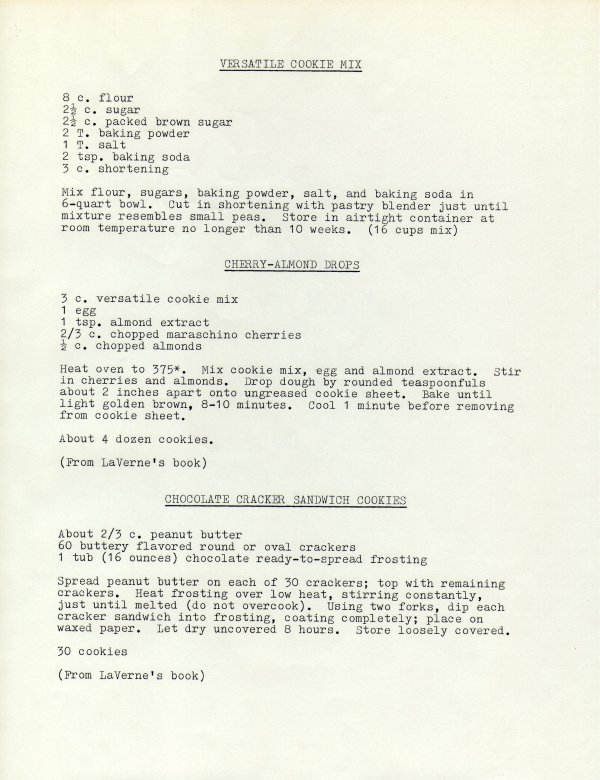 VERSATILE COOKIE MIX
8 c. flour
2½ c. sugar
2½ c. packed brown sugar
2 T. baking powder
1 T. salt
2 tsp. baking soda
3 c. shortening
Mix flour, sugars, baking powder, salt, and baking soda in
6-quart bowl. Cut in shortening with pastry blender just until
mixture resembles small peas. Store in airtight container at
room temperature no longer than 10 weeks. (16 cups mix)
CHERRY-ALMOND DROPS
3 c. versatile cookie mix
1 egg
1 tsp. almond extract
2/3 c. chopped maraschino cherries
½ c. chopped almonds
Heat oven to 375*. Mix cookie mix, egg and almond extract. Stir
in cherries and almonds. Drop dough by rounded teaspoonfuls
about 2 inches apart onto ungreased cookie sheet. Bake until
light golden brown, 8-10 minutes. Cool 1 minute before removing
from cookie sheet.
About 4 dozen cookies.
(From LaVerne's book)
CHOCOLATE CRACKER SANDWICH COOKIES
About 2/3 c. peanut butter
60 buttery flavored round or oval crackers
1 tub (16 ounces) chocolate ready-to-spread frosting
Spread peanut butter on each of 30 crackers; top with remaining
crackers. Heat frosting over low heat, stirring constantly,
just until melted (do not overcook). Using two forks, dip each
cracker sandwich into frosting, coating completely; place on
waxed paper. Let dry uncovered 8 hours. Store loosely covered.
30 cookies
(From LaVerne's book)